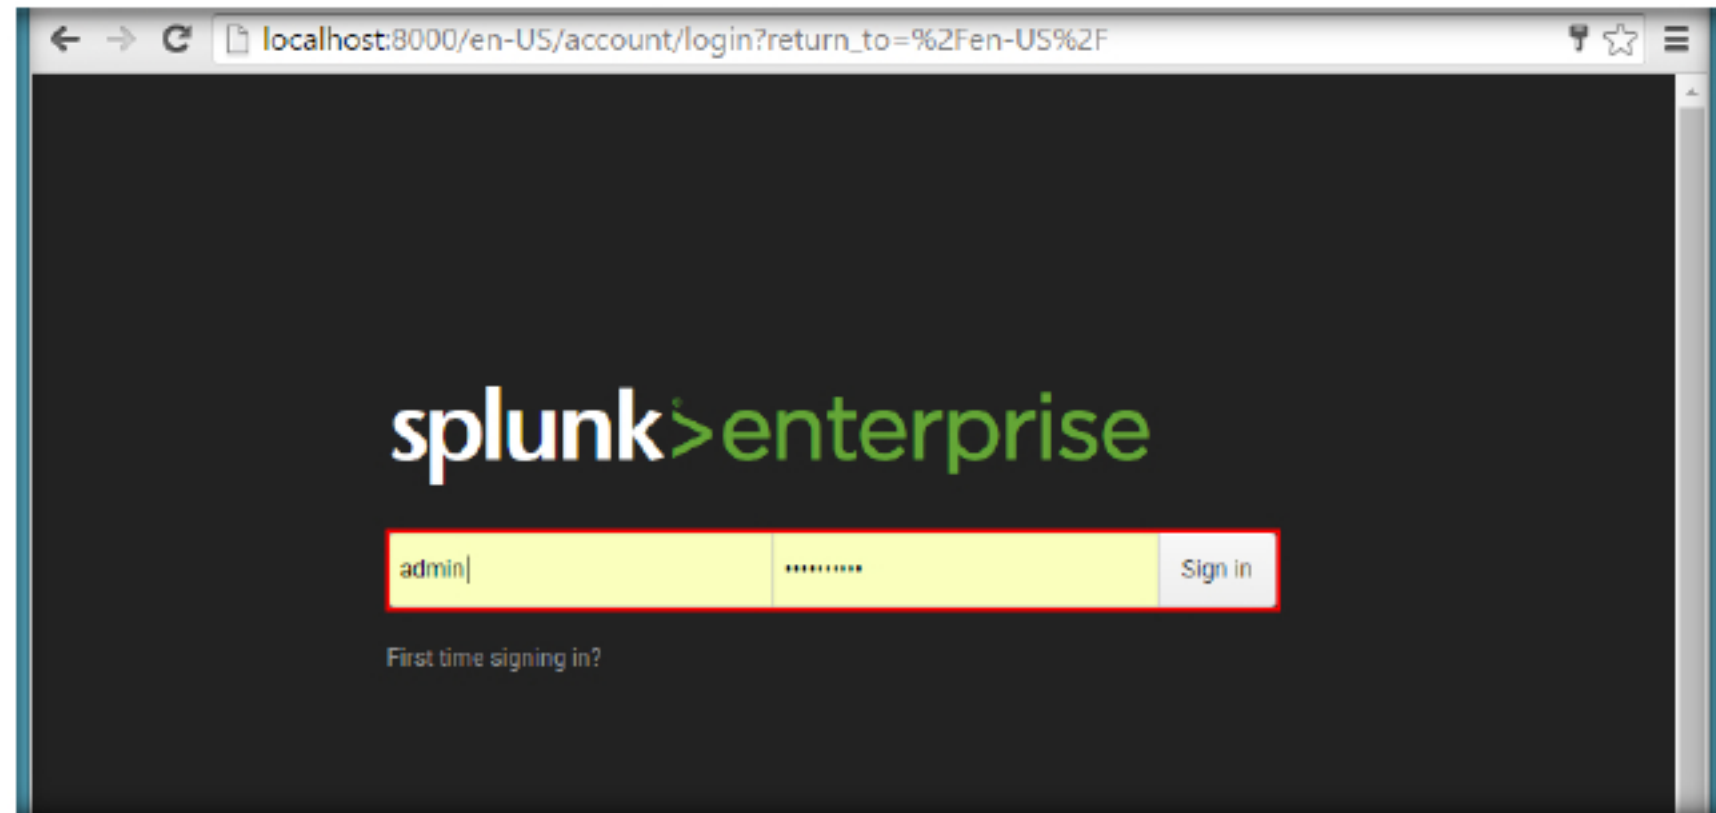 localhost:8000/en-US/account/login?return_to=%2Fen-US%2F
splunk>enterprise
admin •••••••••• Sign in
First time signing in?